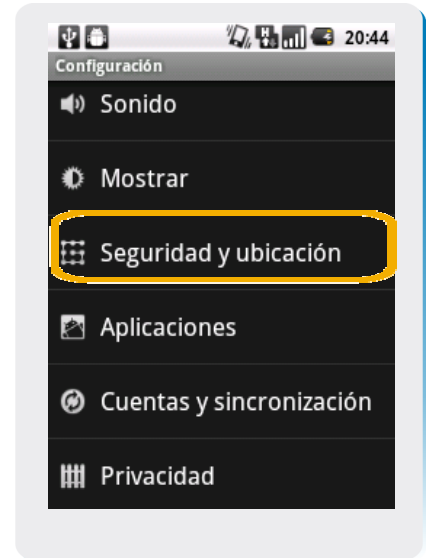 20:44
Configuración
Sonido
Mostrar
Seguridad y ubicación
Aplicaciones
Cuentas y sincronización
Privacidad